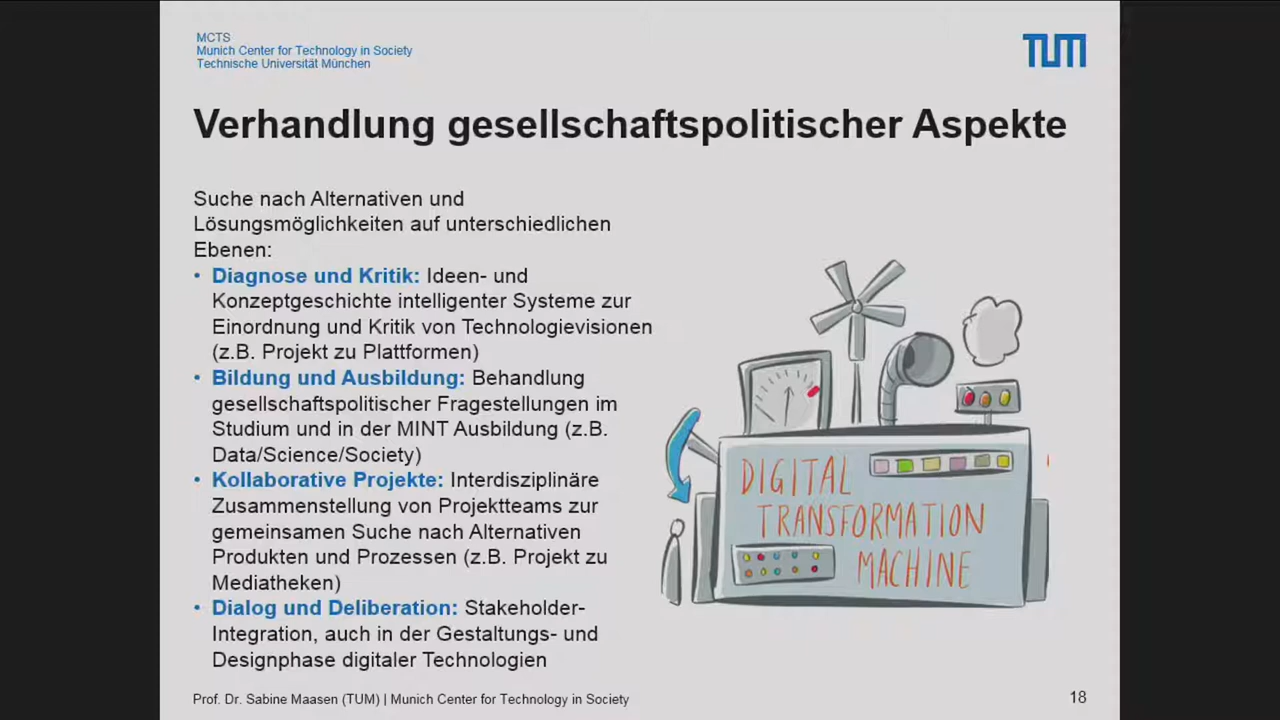 MCTS
Munich Center for Technology in Society
Technische Universität München
TUM
Verhandlung gesellschaftspolitischer Aspekte
Suche nach Alternativen und
Lösungsmöglichkeiten auf unterschiedlichen
Ebenen:
• Diagnose und Kritik: Ideen- und
Konzeptgeschichte intelligenter Systeme zur
Einordnung und Kritik von Technologievisionen
(z.B. Projekt zu Plattformen)
• Bildung und Ausbildung: Behandlung
gesellschaftspolitischer Fragestellungen im
Studium und in der MINT Ausbildung (z.B.
Data/Science/Society)
• Kollaborative Projekte: Interdisziplinäre
Zusammenstellung von Projektteams zur
gemeinsamen Suche nach Alternativen
Produkten und Prozessen (z.B. Projekt zu
Mediatheken)
• Dialog und Deliberation: Stakeholder-
Integration, auch in der Gestaltungs- und
Designphase digitaler Technologien
DIGITAL
TRANSFORMATION
MACHINE
Prof. Dr. Sabine Maasen (TUM) | Munich Center for Technology in Society
18